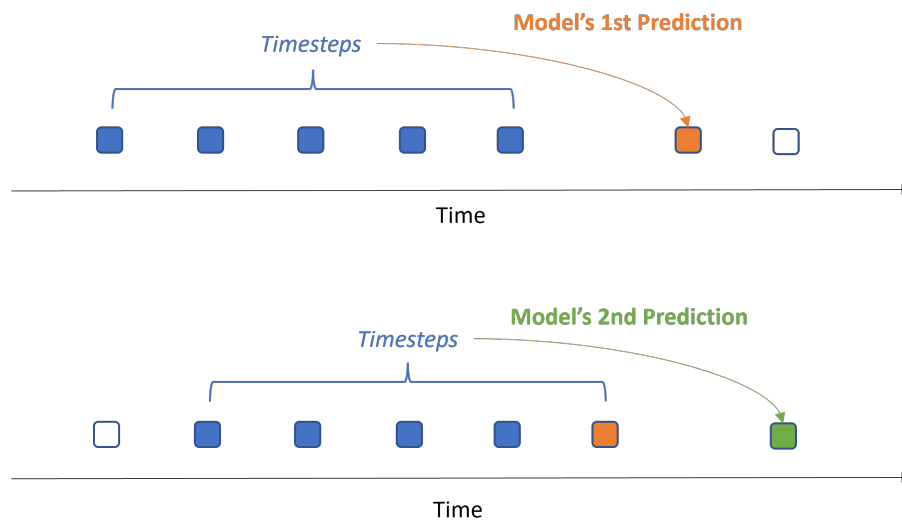 Model's 1st Prediction
Timesteps
Time
Model's 2nd Prediction
Timesteps
Time